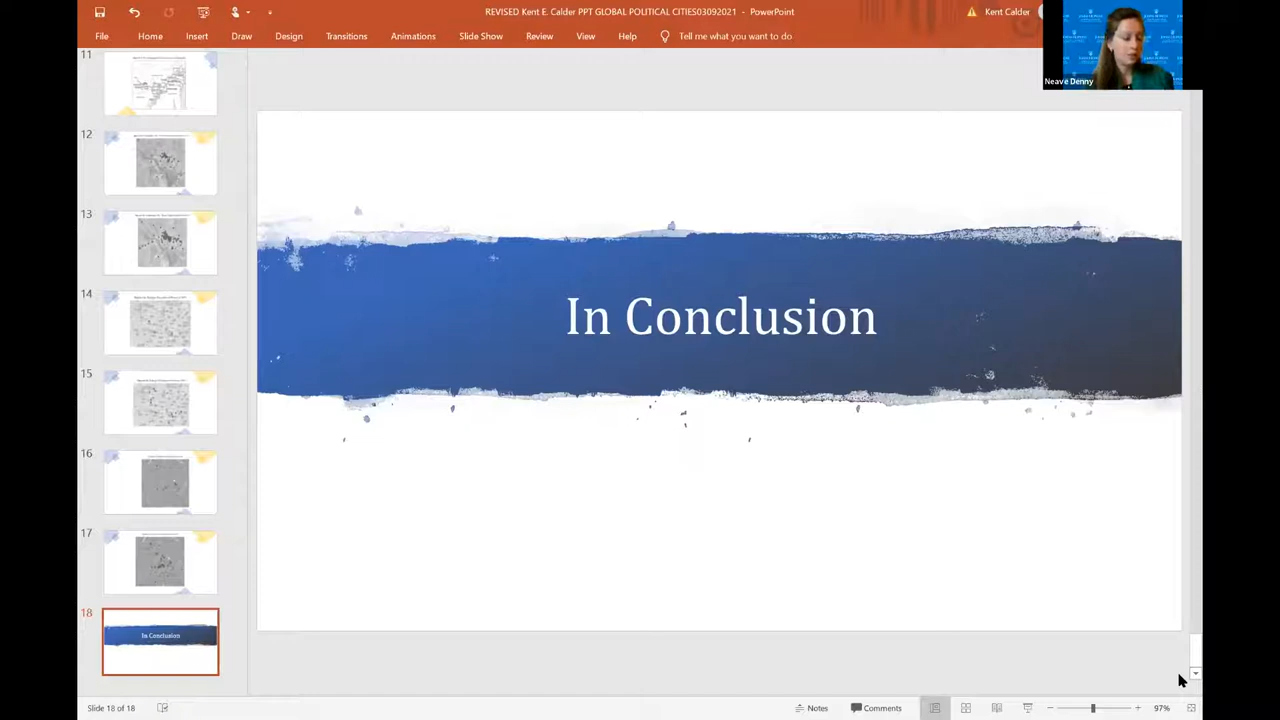 REVISED Kent E. Calder PPT GLOBAL POLITICAL CITIES03092021 - PowerPoint
Kent Calder
File Home Insert Draw Design Transitions Animations Slide Show Review View Help Tell me what you want to do
Neave Denny
11
12
13
14
15
16
17
18
In Conclusion
In Conclusion
Slide 18 of 18
Notes
Comments
97%